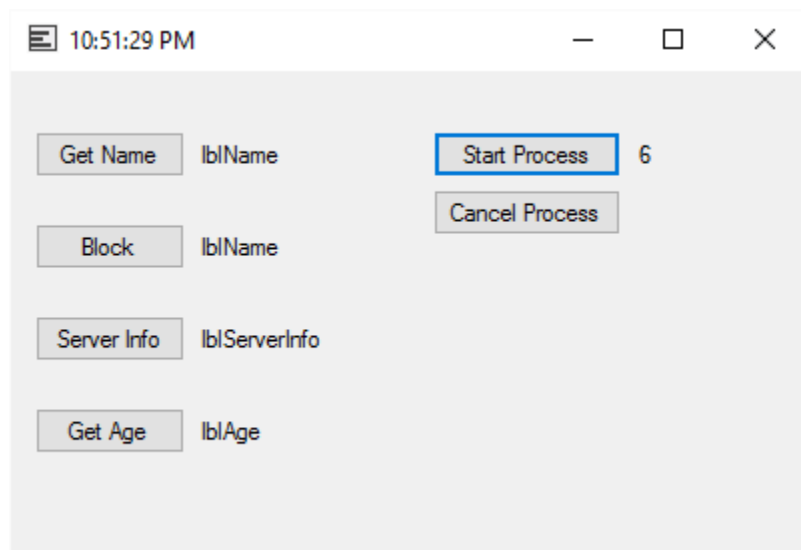 10:51:29 PM
Get Name lblName Start Process 6
Cancel Process
Block lblName
Server Info lblServerInfo
Get Age lblAge